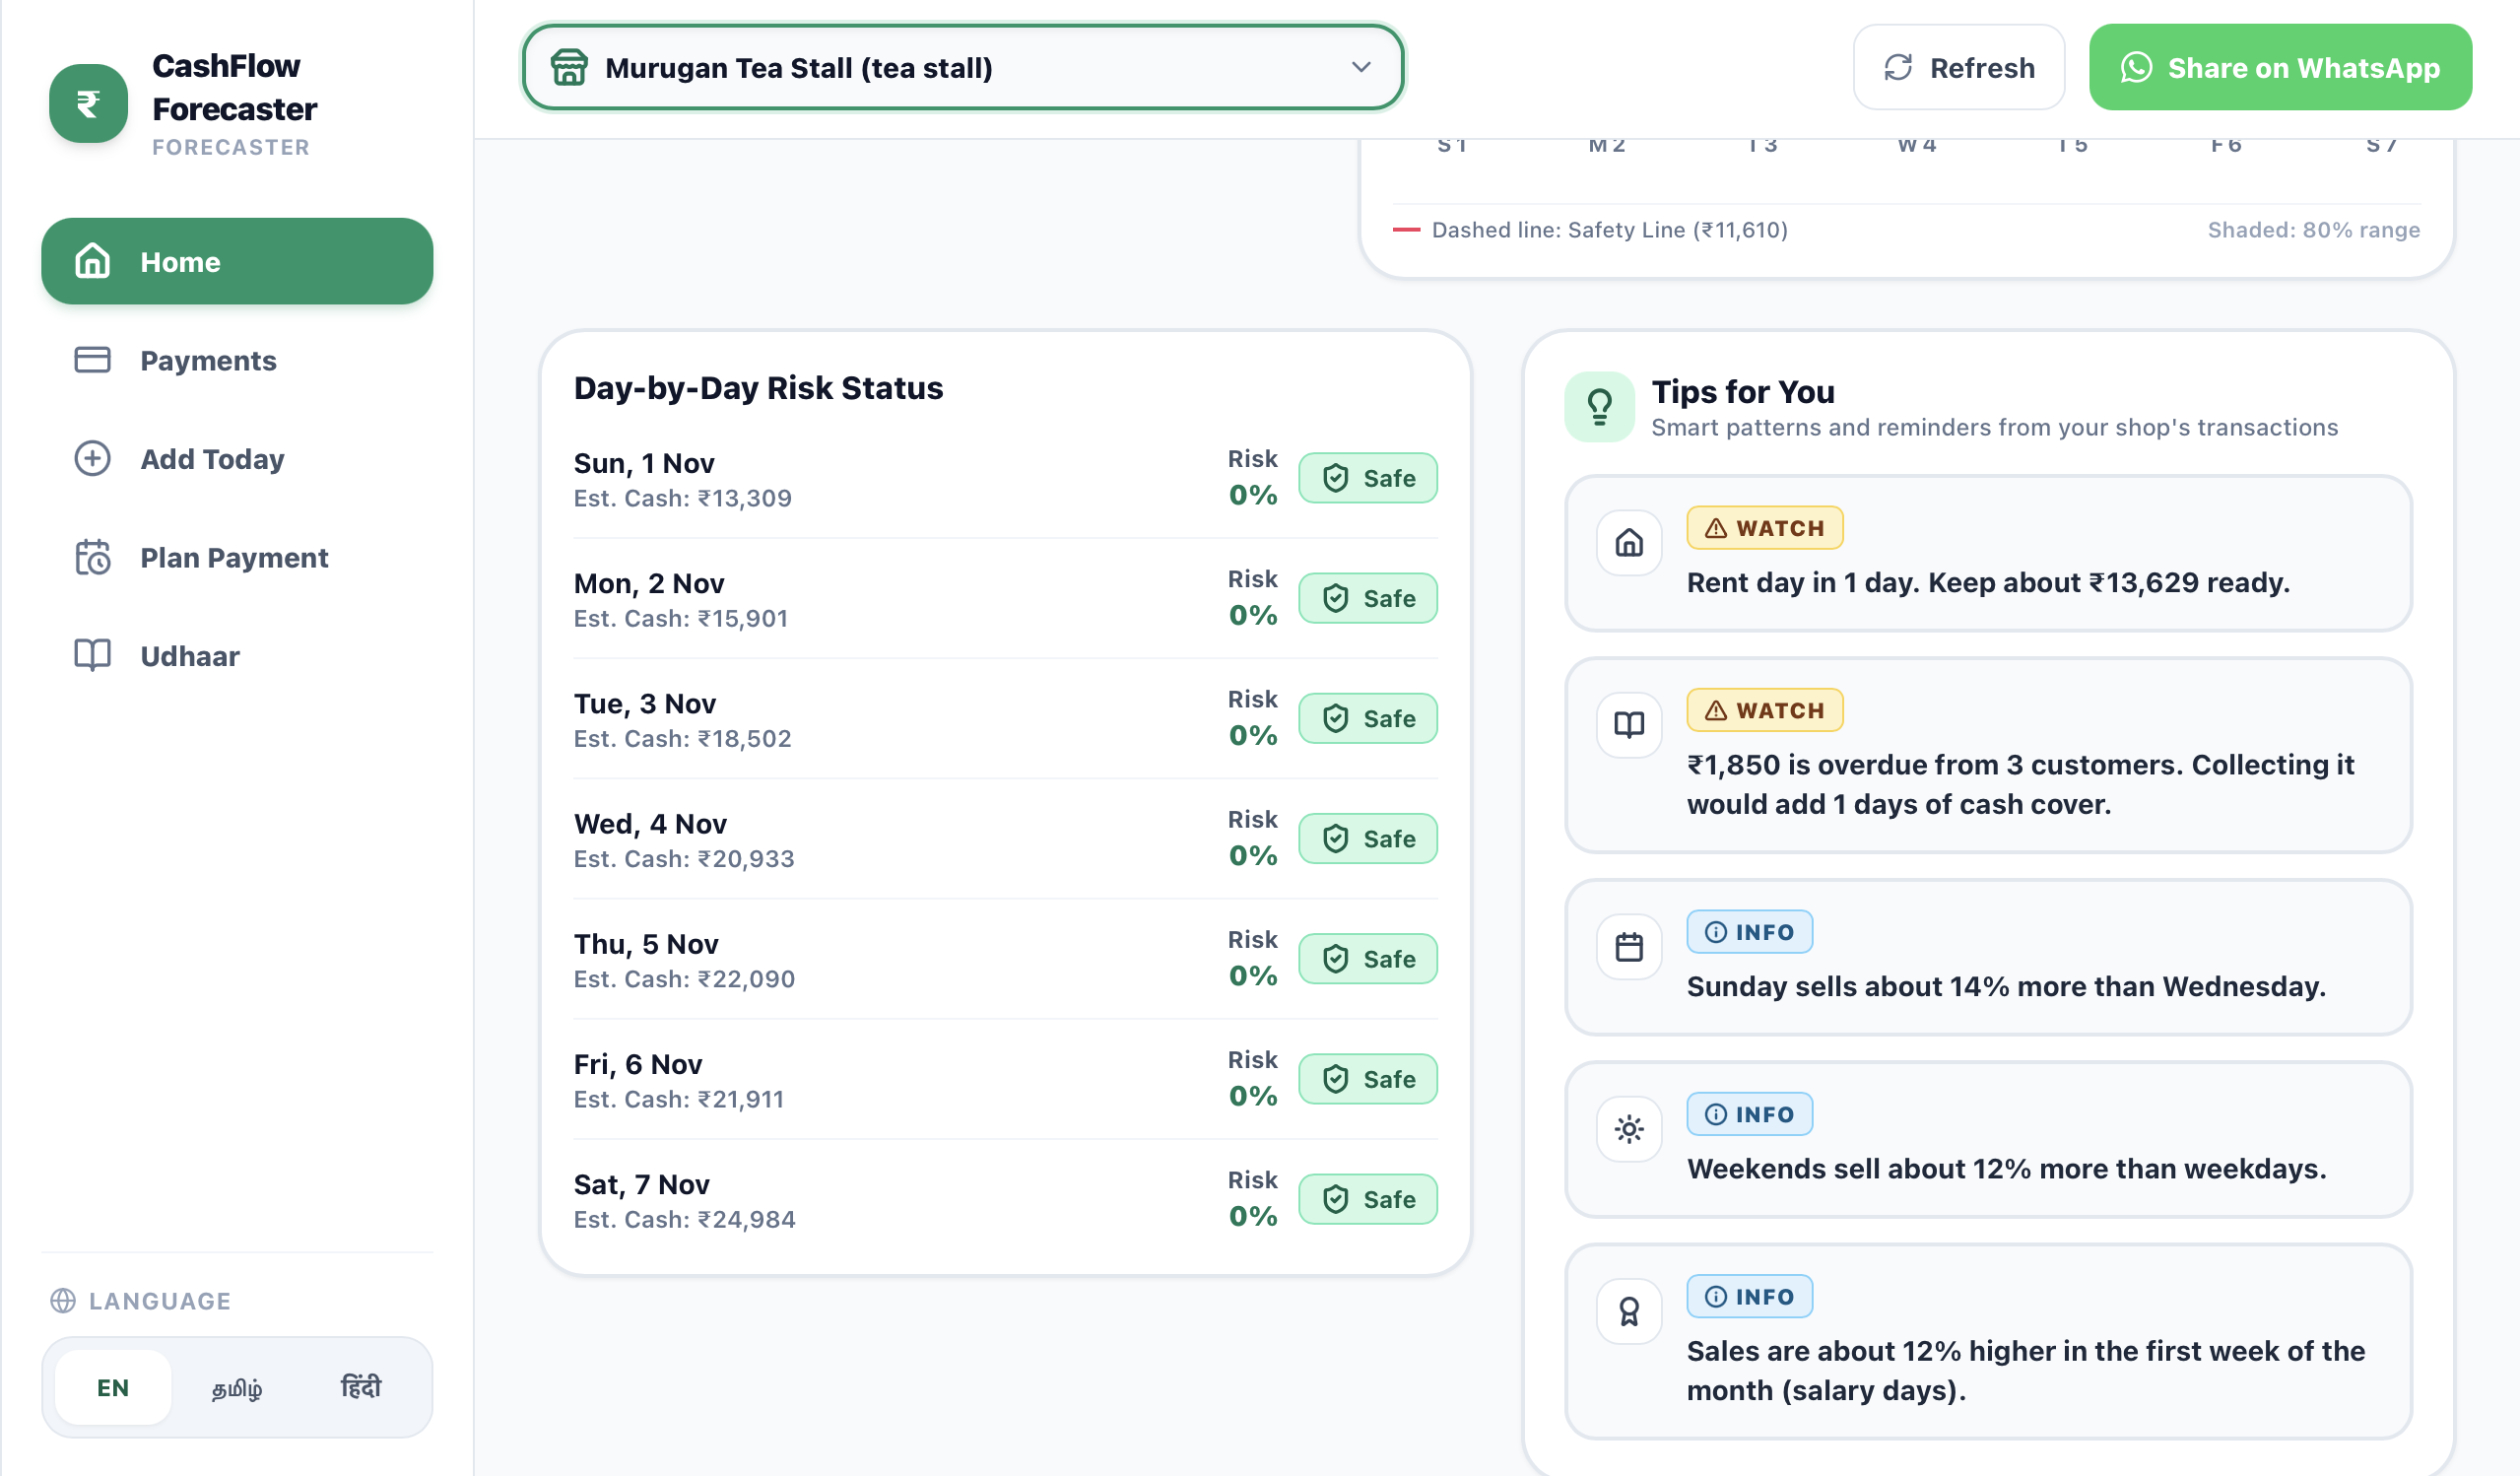 CashFlow
Forecaster
FORECASTER
₹
Home
Payments
Add Today
Plan Payment
Udhaar
LANGUAGE
EN
தமிழ்
हिंदी
Murugan Tea Stall (tea stall)
Refresh
Share on WhatsApp
S 1 M 2 T 3 W 4 T 5 F 6 S 7
Dashed line: Safety Line (₹11,610)
Shaded: 80% range
Day-by-Day Risk Status
Sun, 1 Nov
Est. Cash: ₹13,309
Risk
0%
Safe
Mon, 2 Nov
Est. Cash: ₹15,901
Risk
0%
Safe
Tue, 3 Nov
Est. Cash: ₹18,502
Risk
0%
Safe
Wed, 4 Nov
Est. Cash: ₹20,933
Risk
0%
Safe
Thu, 5 Nov
Est. Cash: ₹22,090
Risk
0%
Safe
Fri, 6 Nov
Est. Cash: ₹21,911
Risk
0%
Safe
Sat, 7 Nov
Est. Cash: ₹24,984
Risk
0%
Safe
Tips for You
Smart patterns and reminders from your shop's transactions
WATCH
Rent day in 1 day. Keep about ₹13,629 ready.
WATCH
₹1,850 is overdue from 3 customers. Collecting it
would add 1 days of cash cover.
INFO
Sunday sells about 14% more than Wednesday.
INFO
Weekends sell about 12% more than weekdays.
INFO
Sales are about 12% higher in the first week of the
month (salary days).